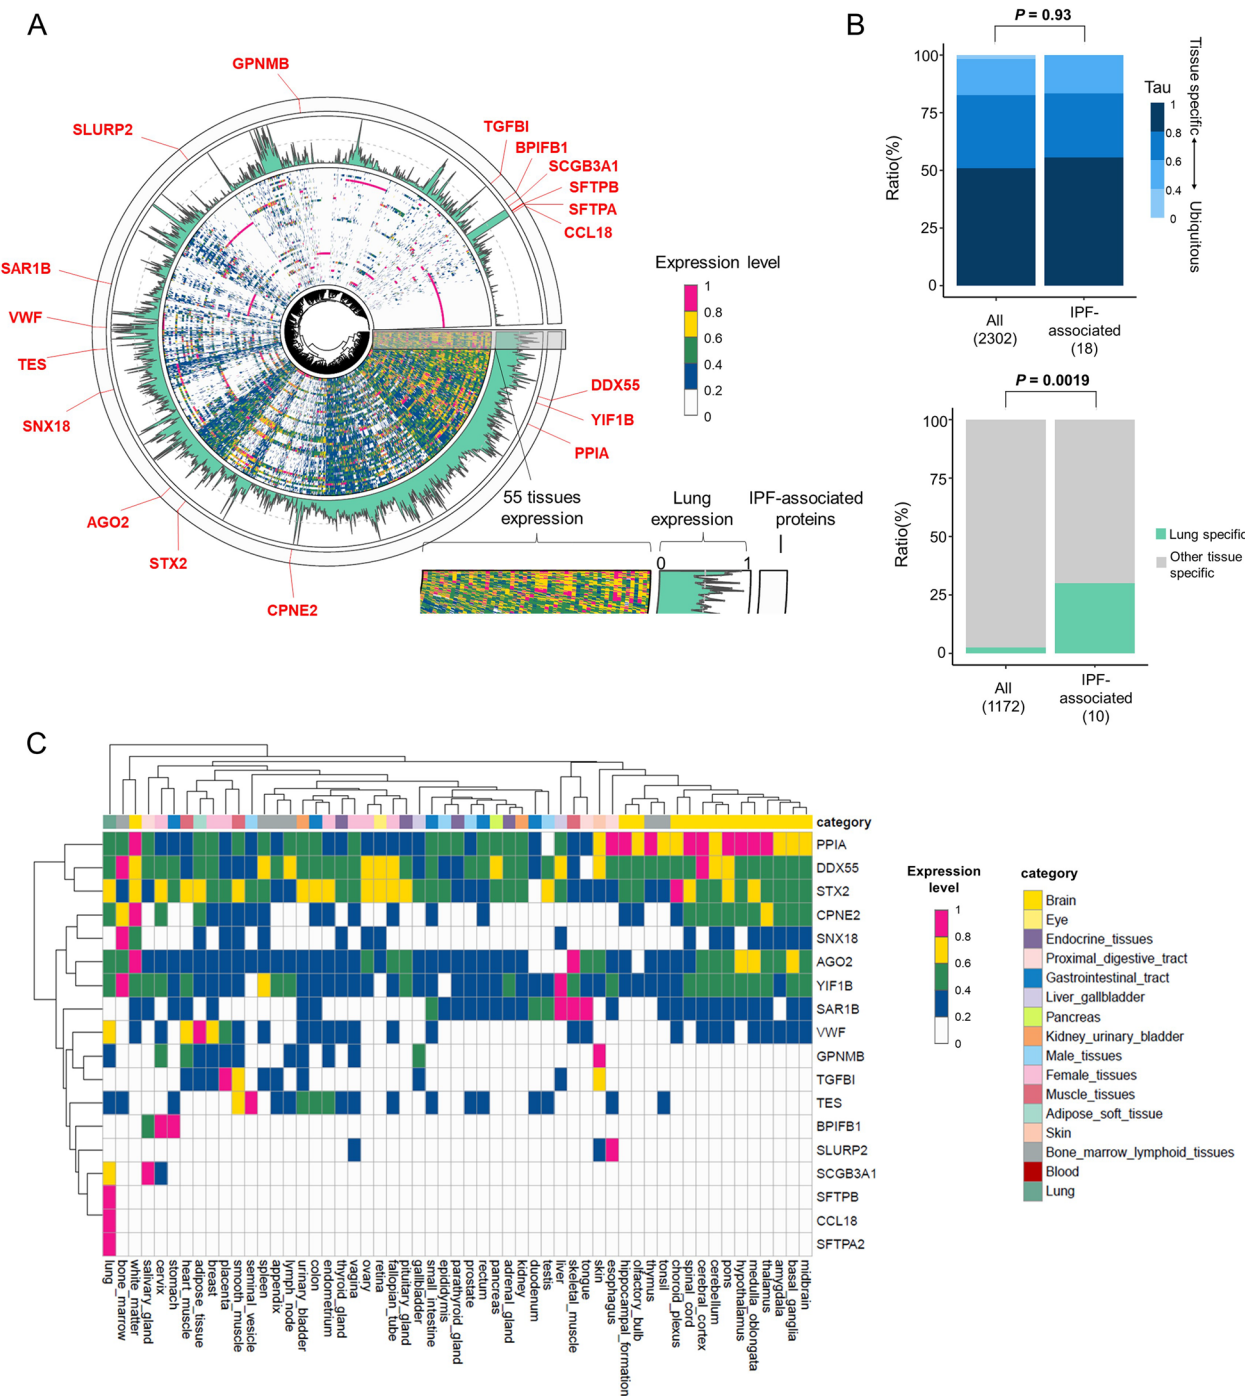 A
GPNMB
SLURP2
TGFBI
BPIFB1
SCGB3A1
SFTPB
SFTPA
CCL18
SAR1B
VWF
TES
SNX18
AGO2
STX2
CPNE2
DDX55
YIF1B
PPIA
Expression level
1
0.8
0.6
0.4
0.2
0
55 tissues
expression
Lung
expression
IPF-associated
proteins
0
1
B
P = 0.93
Ratio(%)
100
75
50
25
0
All
(2302)
IPF-
associated
(18)
Tau
1
0.8
0.6
0.4
0
Tissue specific
Ubiquitous
P = 0.0019
Ratio(%)
100
75
50
25
0
All
(1172)
IPF-
associated
(10)
Lung specific
Other tissue
specific
C
category
PPIA
DDX55
STX2
CPNE2
SNX18
AGO2
YIF1B
SAR1B
VWF
GPNMB
TGFBI
TES
BPIFB1
SLURP2
SCGB3A1
SFTPB
CCL18
SFTPA2
lung
bone_marrow
white_matter
salivary_gland
cervix
stomach
heart_muscle
adipose_tissue
breast
placenta
smooth_muscle
seminal_vesicle
spleen
appendix
lymph_node
urinary_bladder
colon
endometrium
thyroid_gland
vagina
ovary
retina
fallopian_tube
pituitary_gland
gallbladder
small_intestine
epididymis
parathyroid_gland
prostate
rectum
pancreas
adrenal_gland
kidney
duodenum
testis
liver
skeletal_muscle
tongue
skin
esophagus
hippocampal_formation
olfactory_bulb
thymus
tonsil
choroid_plexus
spinal_cord
cerebral_cortex
cerebellum
pons
hypothalamus
medulla_oblongata
thalamus
amygdala
basal_ganglia
midbrain
Expression
level
1
0.8
0.6
0.4
0.2
0
category
Brain
Eye
Endocrine_tissues
Proximal_digestive_tract
Gastrointestinal_tract
Liver_gallbladder
Pancreas
Kidney_urinary_bladder
Male_tissues
Female_tissues
Muscle_tissues
Adipose_soft_tissue
Skin
Bone_marrow_lymphoid_tissues
Blood
Lung